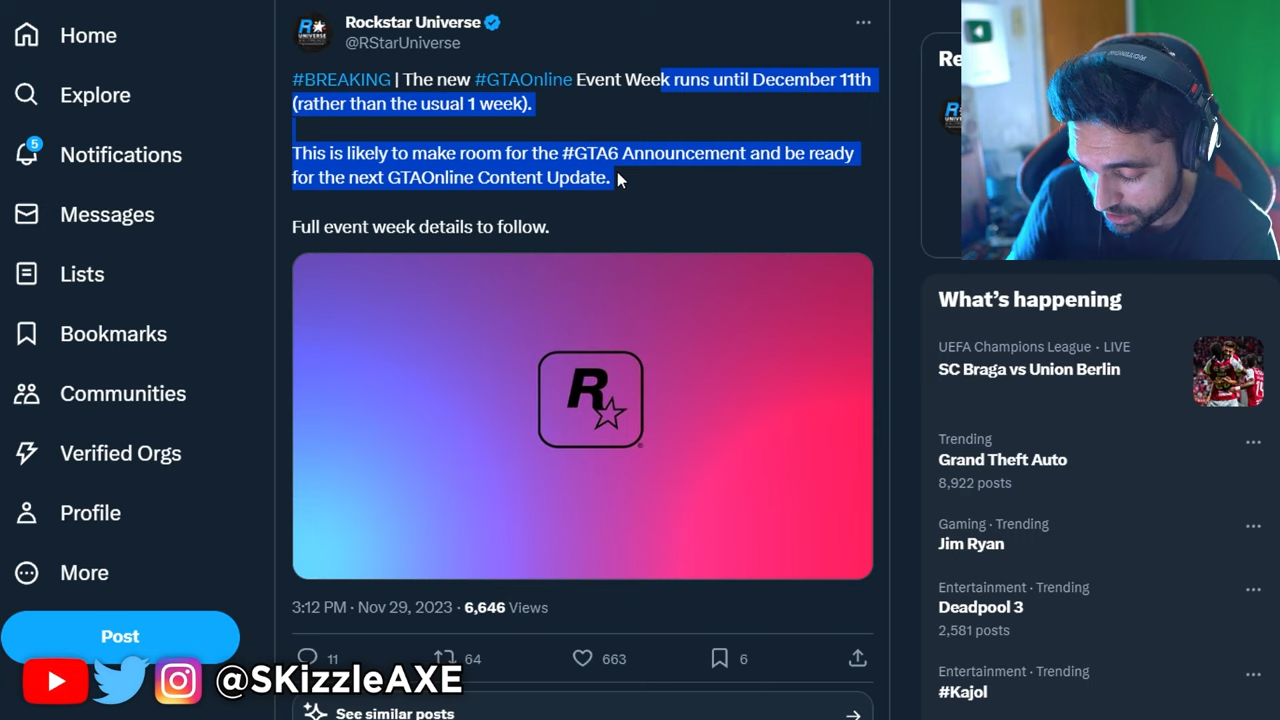 Home
Explore
5
Notifications
Messages
Lists
Bookmarks
Communities
Verified Orgs
Profile
More
Post
@SKizzleAXE
Rockstar Universe
@RStarUniverse
#BREAKING | The new #GTAOnline Event Week runs until December 11th
(rather than the usual 1 week).
This is likely to make room for the #GTA6 Announcement and be ready
for the next GTAOnline Content Update.
Full event week details to follow.
R
3:12 PM · Nov 29, 2023 · 6,646 Views
11
64
663
6
See similar posts
Re
What's happening
UEFA Champions League · LIVE
SC Braga vs Union Berlin
Trending
Grand Theft Auto
8,922 posts
Gaming · Trending
Jim Ryan
Entertainment · Trending
Deadpool 3
2,581 posts
Entertainment · Trending
#Kajol